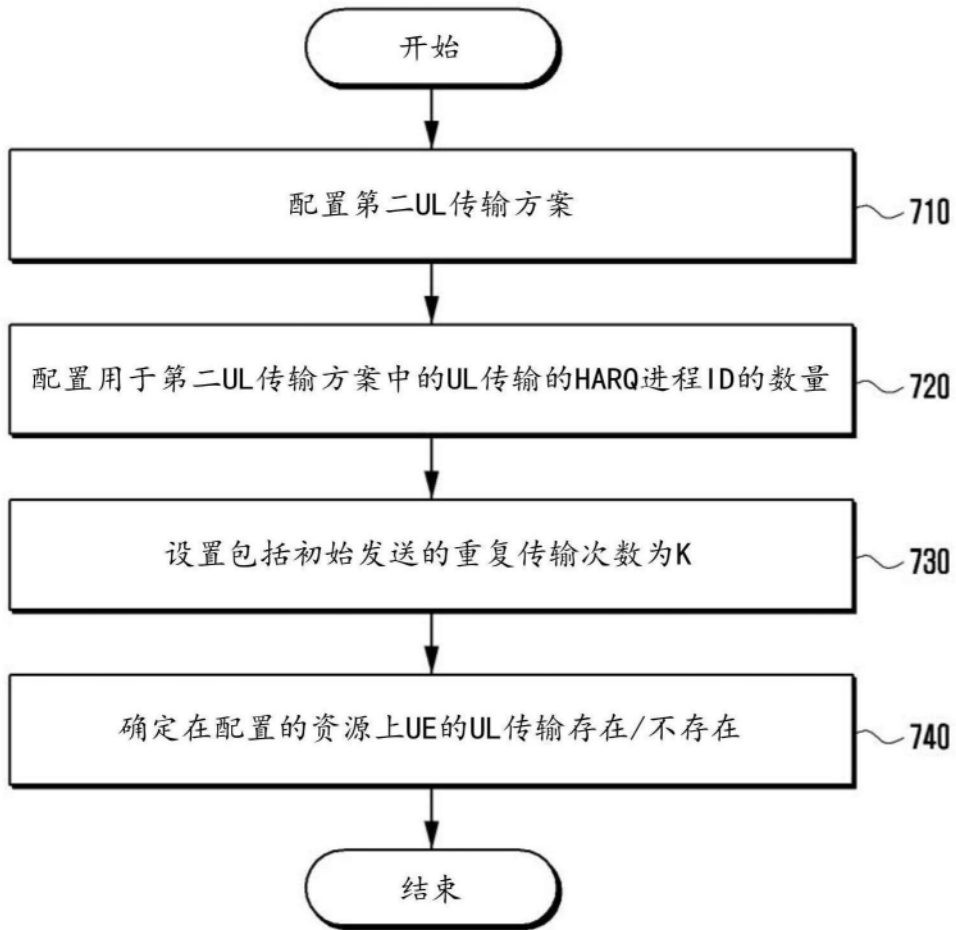 开始
配置第二UL传输方案
710
配置用于第二UL传输方案中的UL传输的HARQ进程ID的数量
720
设置包括初始发送的重复传输次数为K
730
确定在配置的资源上UE的UL传输存在/不存在
740
结束